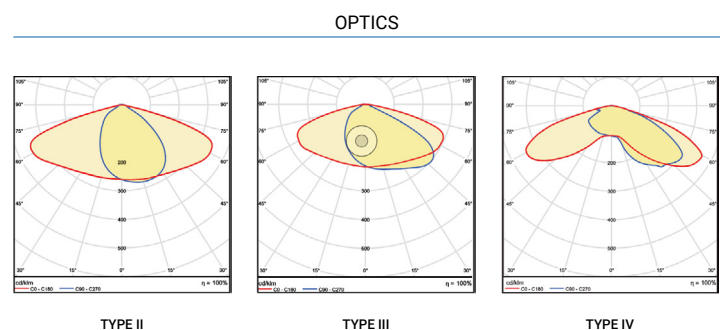 OPTICS
105° 105°
90° 90°
75° 75°
60° 60°
45° 45°
30° 15° 0° 15° 30°
200
300
400
500
cd/klm η = 100%
C0 - C180 C90 - C270
TYPE II
105° 105°
90° 90°
75° 75°
60° 60°
45° 45°
30° 15° 0° 15° 30°
300
400
500
cd/klm η = 100%
C0 - C180 C90 - C270
TYPE III
105° 105°
90° 90°
75° 75°
60° 60°
45° 45°
30° 15° 0° 15° 30°
200
300
400
500
cd/klm η = 100%
C0 - C180 C90 - C270
TYPE IV